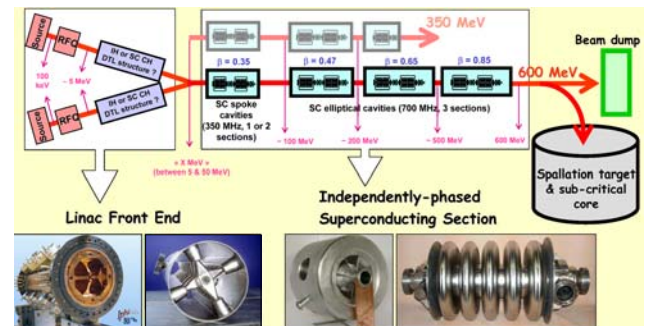 350 MeV
Source
RFQ
IH or SC CH
DTL structure ?
β = 0.35
β = 0.47
β = 0.65
β = 0.85
Beam dump
100
keV
~ 5 MeV
600 MeV
Source
RFQ
IH or SC CH
DTL structure ?
SC spoke
cavities
(350 MHz, 1 or 2
sections)
SC elliptical cavities (700 MHz, 3 sections)
~100 MeV
~ 200 MeV
~ 500 MeV
600 MeV
« X MeV »
(between 5 & 50 MeV)
Spallation target
& sub-critical
core
Linac Front End
Independently-phased
Superconducting Section